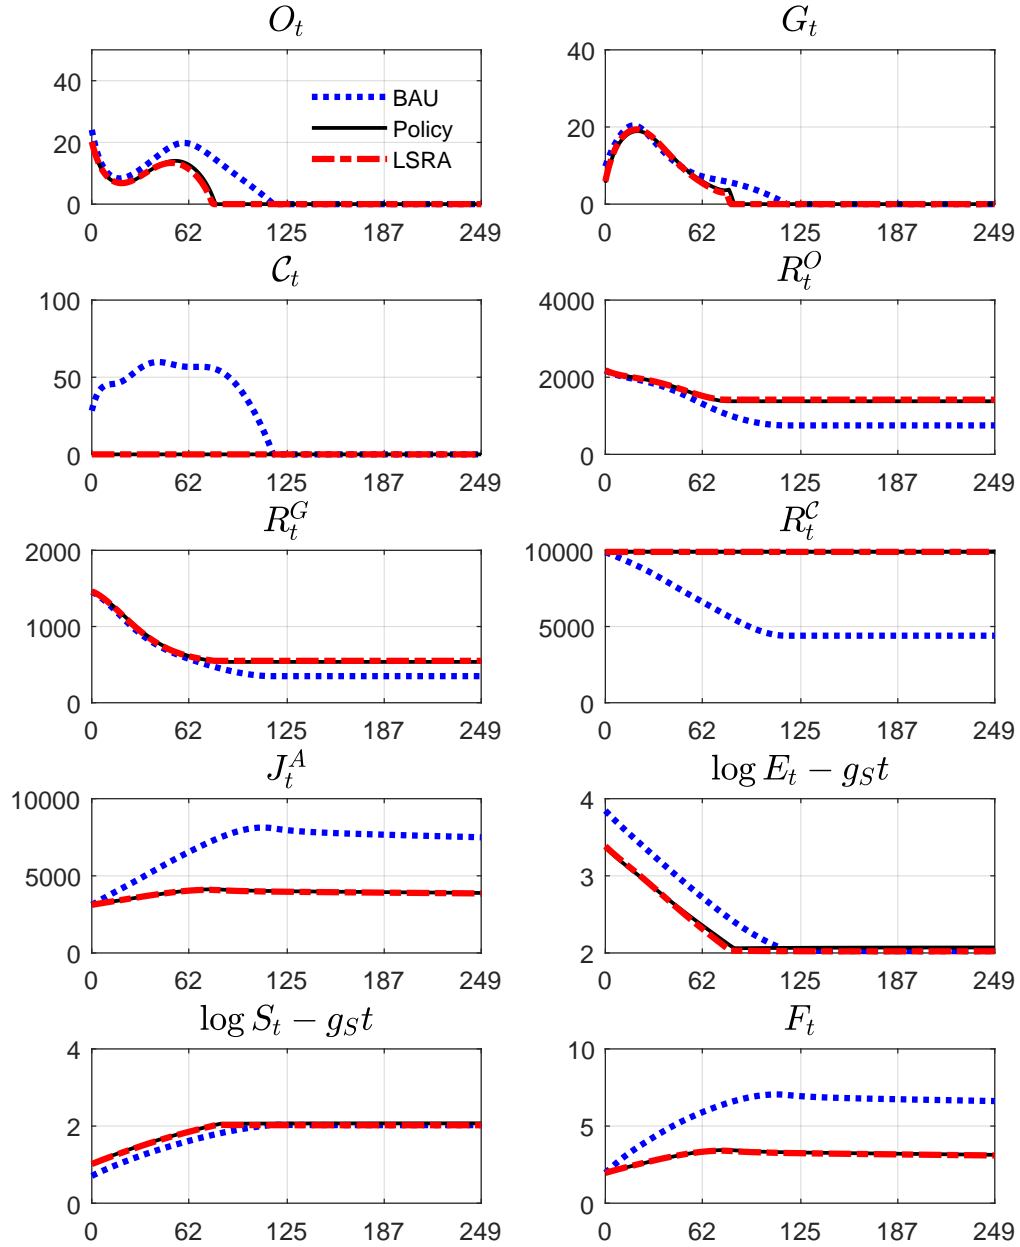 O_t
G_t
40
20
0
BAU
Policy
LSRA
0 62 125 187 249
40
20
0
0 62 125 187 249
𝒞_t
R_t^O
100
50
0
0 62 125 187 249
4000
2000
0
0 62 125 187 249
R_t^G
R_t^𝒞
2000
1000
0
0 62 125 187 249
10000
5000
0
0 62 125 187 249
J_t^A
log E_t − g_S t
10000
5000
0
0 62 125 187 249
4
3
2
0 62 125 187 249
log S_t − g_S t
F_t
4
2
0
0 62 125 187 249
10
5
0
0 62 125 187 249